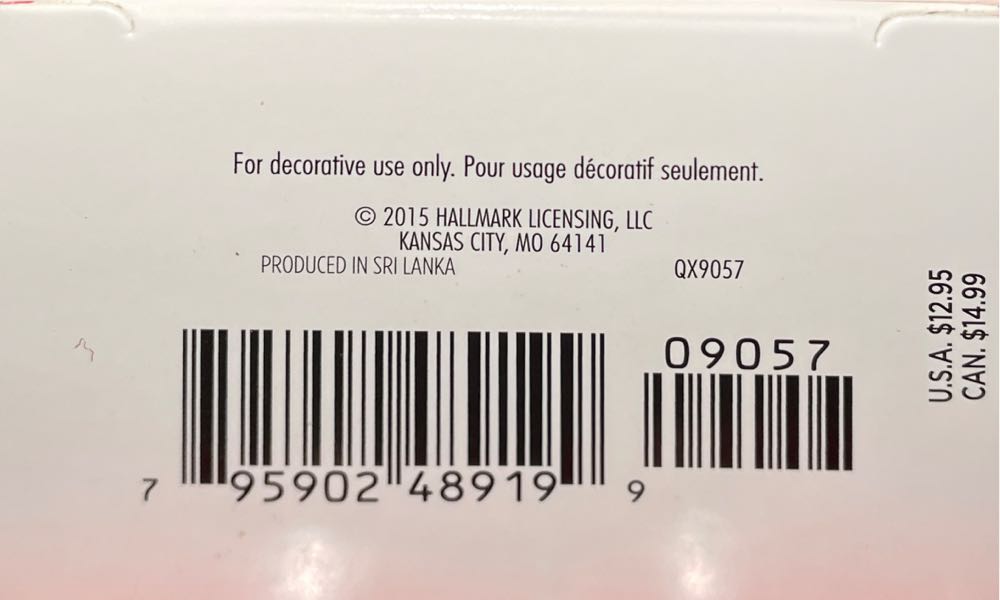 For decorative use only. Pour usage décoratif seulement.
© 2015 HALLMARK LICENSING, LLC
KANSAS CITY, MO 64141
PRODUCED IN SRI LANKA QX9057
U.S.A. $12.95
CAN. $14.99
09057
7 95902 48919 9